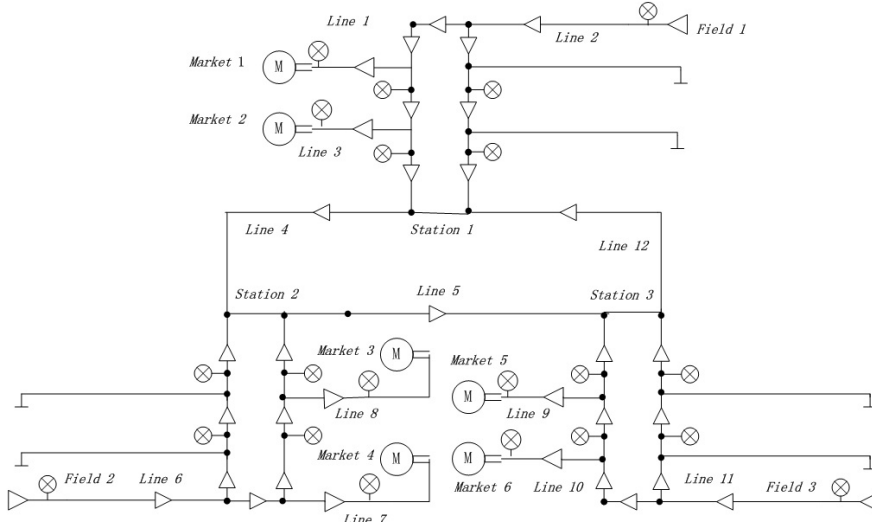 Line 1
Line 2
Field 1
Market 1
M
Market 2
M
Line 3
Line 4
Station 1
Line 12
Station 2
Line 5
Station 3
Market 3
M
Market 5
M
Line 8
Line 9
Market 4
M
M
Field 2
Line 6
Market 6
Line 10
Line 11
Field 3
Line 7